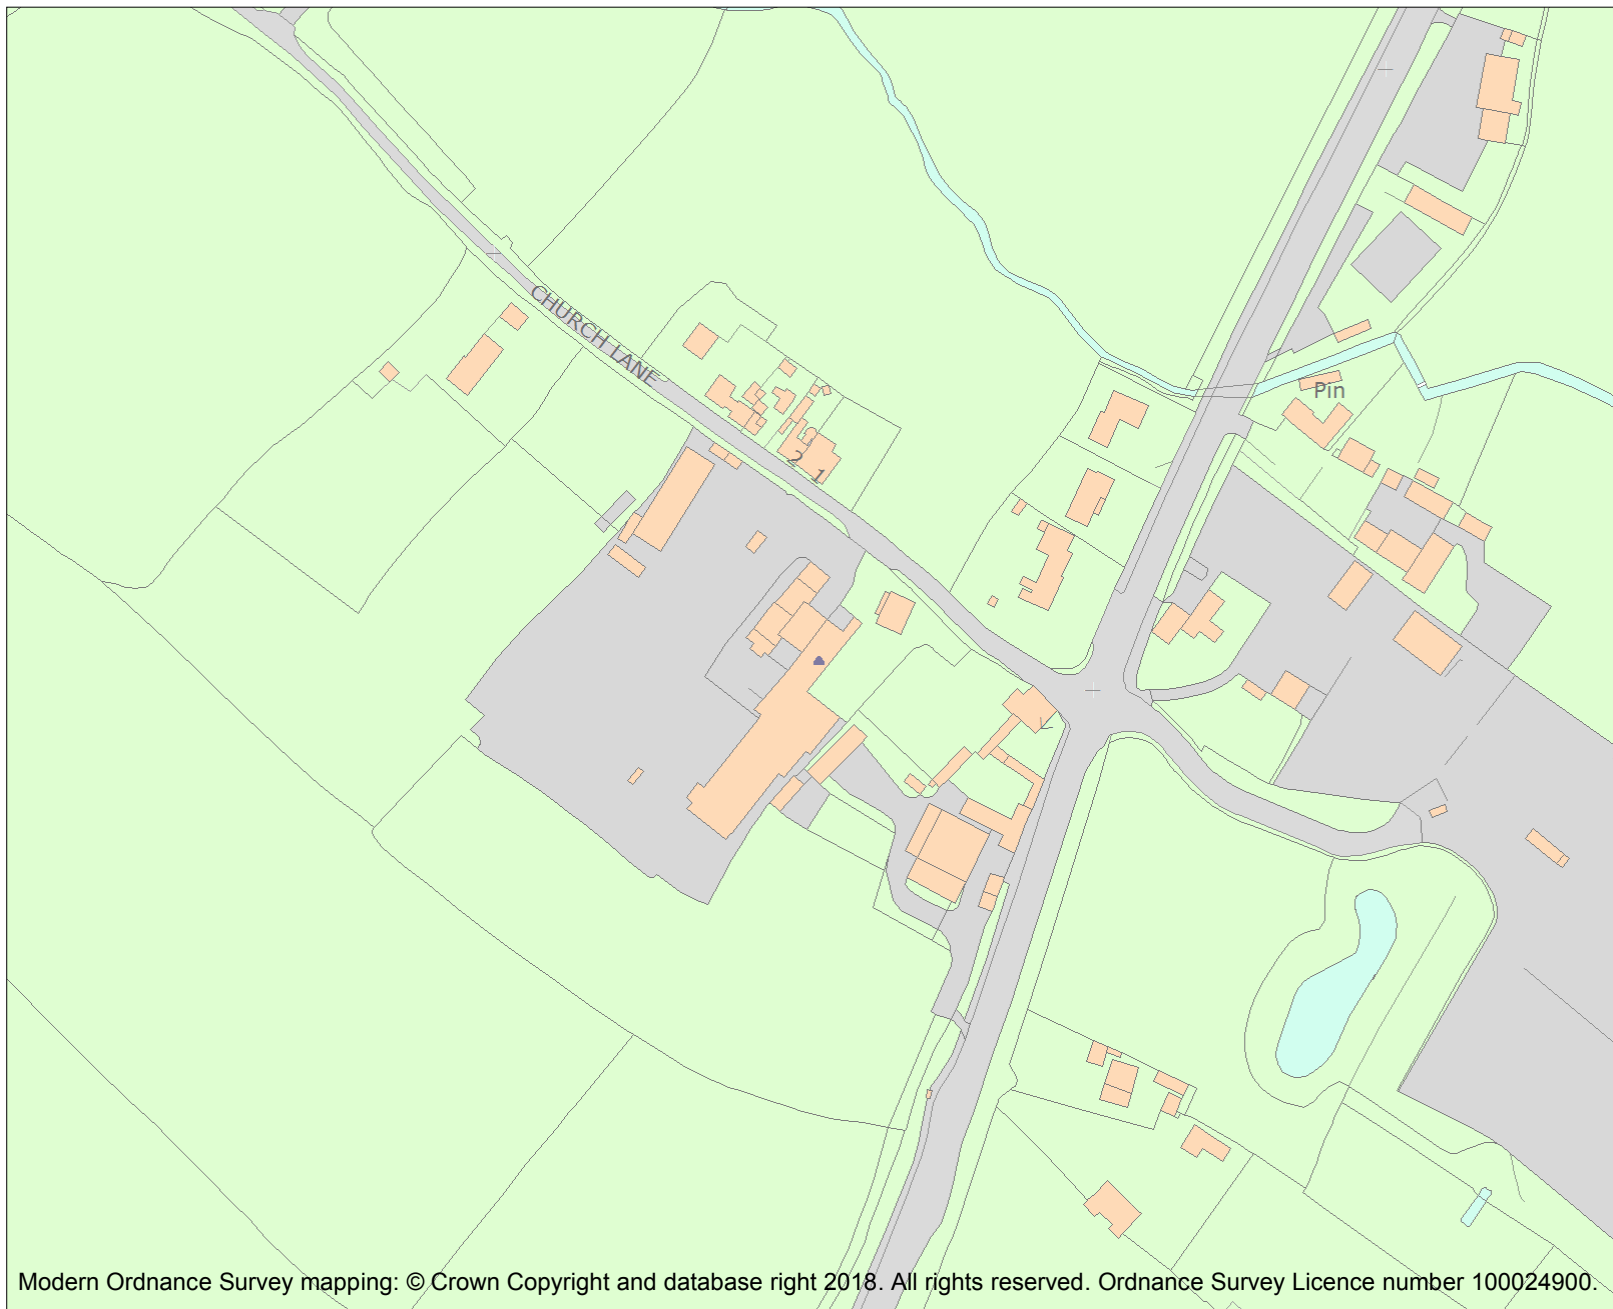 CHURCH LANE
Pin
2
1
Modern Ordnance Survey mapping: © Crown Copyright and database right 2018. All rights reserved. Ordnance Survey Licence number 100024900.